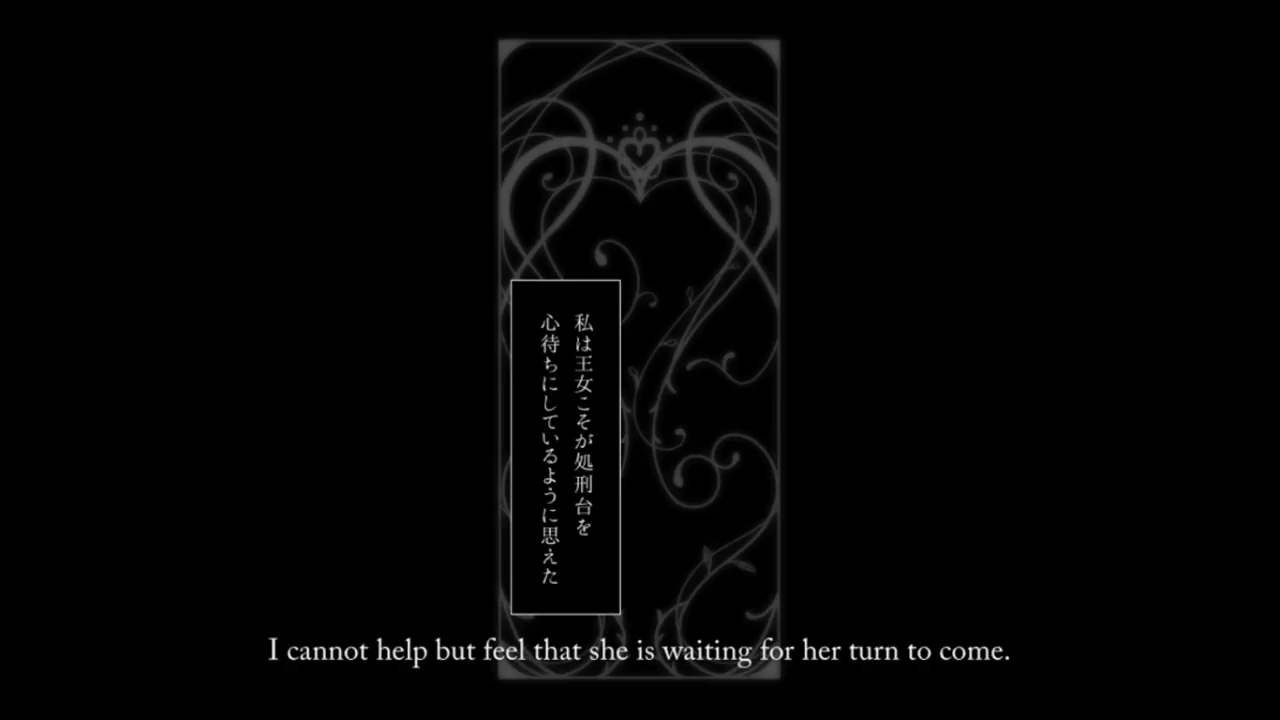 私は王女こそが処刑台を
心待ちにしているように思えた
I cannot help but feel that she is waiting for her turn to come.